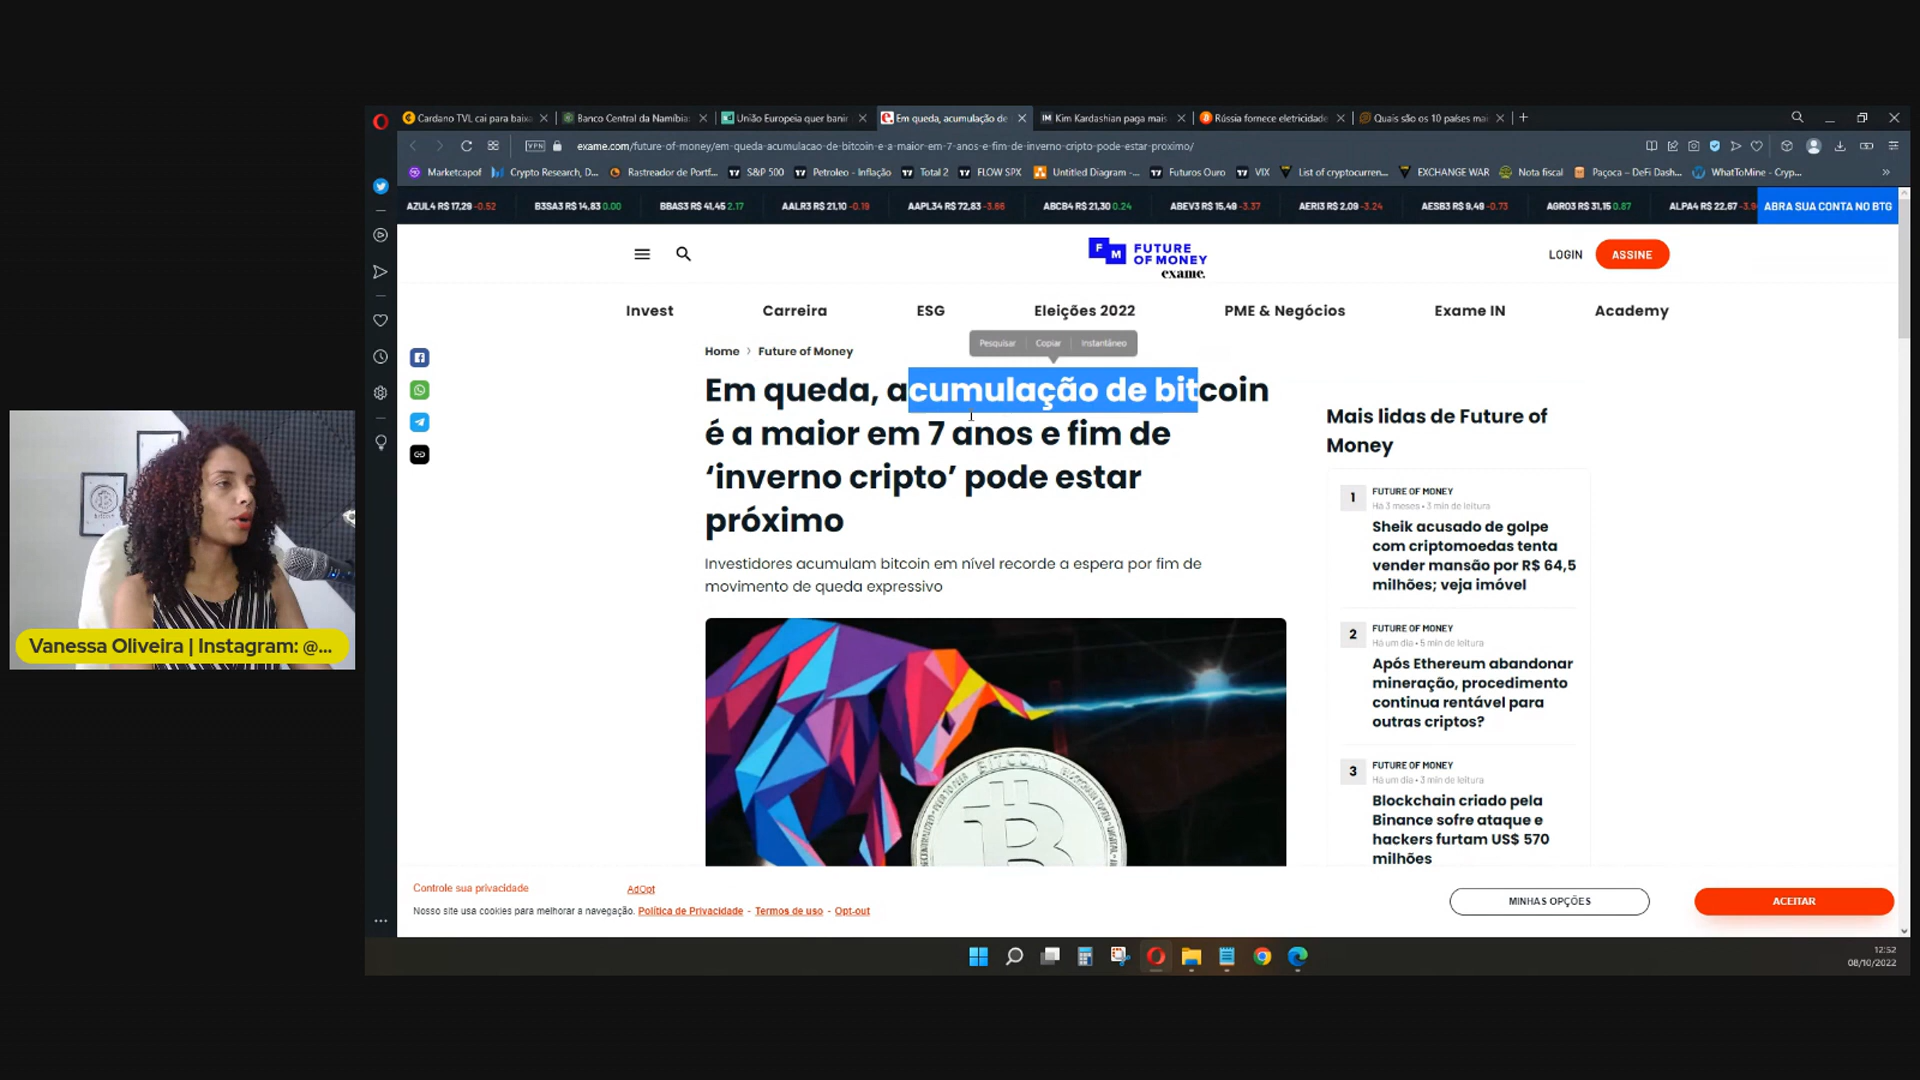 Cardano TVL cai para baixa
Banco Central da Namíbia:
União Europeia quer banir
Em queda, acumulação de
Kim Kardashian paga mais
Rússia fornece eletricidade
Quais são os 10 países mai
VPN
exame.com/future-of-money/em-queda-acumulacao-de-bitcoin-e-a-maior-em-7-anos-e-fim-de-inverno-cripto-pode-estar-proximo/
Marketcapof
Crypto Research, D...
Rastreador de Portf...
S&P 500
Petroleo - Inflação
Total 2
FLOW SPX
Untitled Diagram -...
Futuros Ouro
VIX
List of cryptocurren...
EXCHANGE WAR
Nota fiscal
Paçoca – DeFi Dash...
WhatToMine - Cryp...
AZUL4 R$ 17,29 -0.52
B3SA3 R$ 14,83 0.00
BBAS3 R$ 41,45 2.17
AALR3 R$ 21,10 -0.19
AAPL34 R$ 72,83 -3.66
ABCB4 R$ 21,30 0.24
ABEV3 R$ 15,49 -3.37
AERI3 R$ 2,09 -3.24
AESB3 R$ 9,49 -0.73
AGRO3 R$ 31,15 0.87
ALPA4 R$ 22,67
ABRA SUA CONTA NO BTG
FM FUTURE
OF MONEY
exame.
LOGIN
ASSINE
Invest
Carreira
ESG
Eleições 2022
PME & Negócios
Exame IN
Academy
Pesquisar
Copiar
Instantâneo
Home › Future of Money
Em queda, acumulação de bitcoin
é a maior em 7 anos e fim de
‘inverno cripto’ pode estar
próximo
Investidores acumulam bitcoin em nível recorde a espera por fim de
movimento de queda expressivo
BITCOIN
Mais lidas de Future of
Money
1
FUTURE OF MONEY
Há 3 meses • 3 min de leitura
Sheik acusado de golpe
com criptomoedas tenta
vender mansão por R$ 64,5
milhões; veja imóvel
2
FUTURE OF MONEY
Há um dia • 5 min de leitura
Após Ethereum abandonar
mineração, procedimento
continua rentável para
outras criptos?
3
FUTURE OF MONEY
Há um dia • 3 min de leitura
Blockchain criado pela
Binance sofre ataque e
hackers furtam US$ 570
milhões
Vanessa Oliveira | Instagram: @...
Controle sua privacidade
AdOpt
Nosso site usa cookies para melhorar a navegação. Política de Privacidade - Termos de uso - Opt-out
MINHAS OPÇÕES
ACEITAR
12:52
08/10/2022